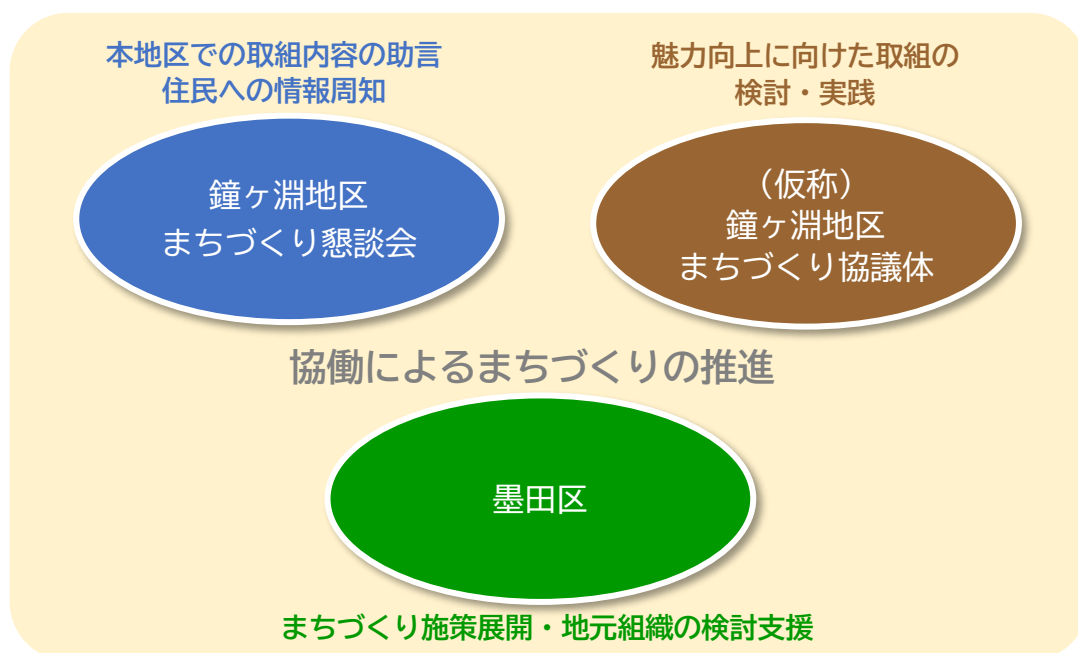 本地区での取組内容の助言
住民への情報周知
鐘ヶ淵地区
まちづくり懇談会
魅力向上に向けた取組の
検討・実践
（仮称）
鐘ヶ淵地区
まちづくり協議体
協働によるまちづくりの推進
墨田区
まちづくり施策展開・地元組織の検討支援